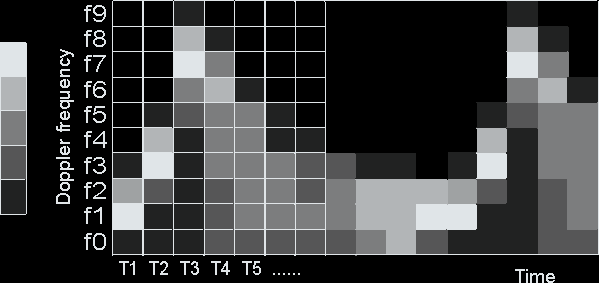 f9
f8
f7
f6
f5
f4
f3
f2
f1
f0
Doppler frequency
T1 T2 T3 T4 T5 ......
Time